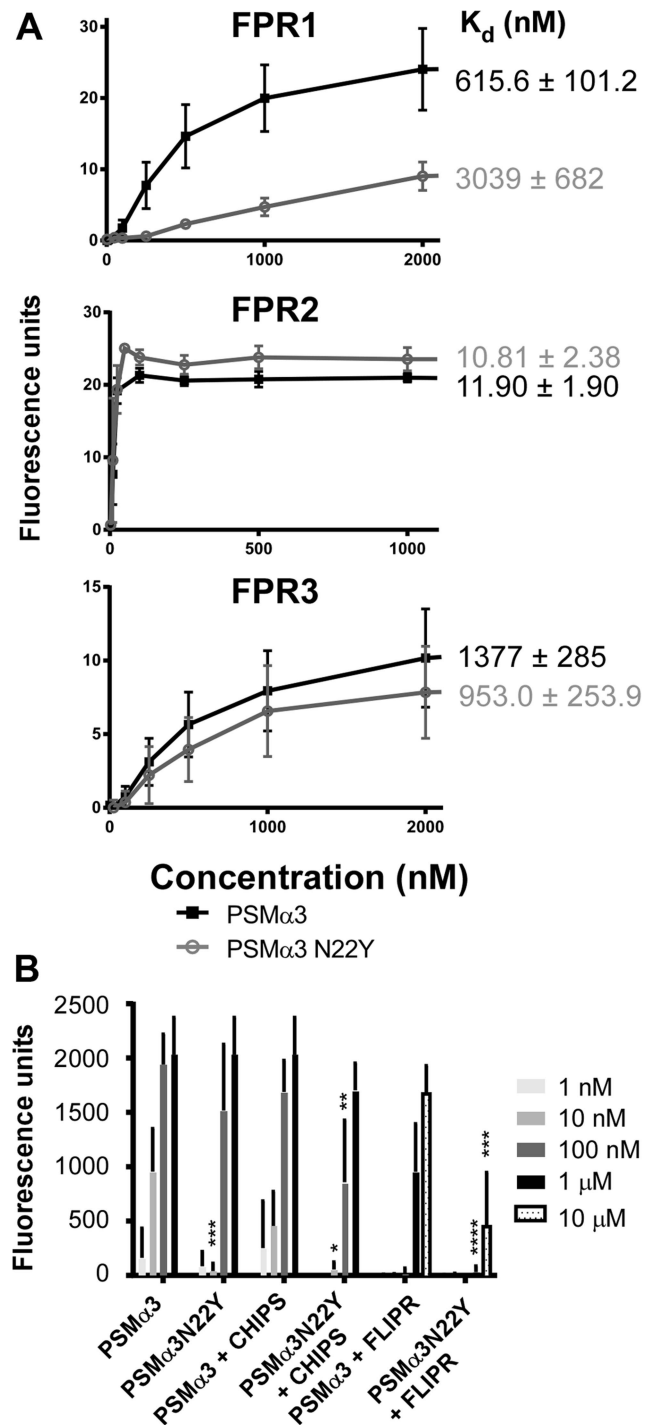 A
FPR1
Kd (nM)
30
20
10
0
0
1000
2000
615.6 ± 101.2
3039 ± 682
FPR2
30
20
10
0
0
500
1000
10.81 ± 2.38
11.90 ± 1.90
Fluorescence units
FPR3
15
10
5
0
0
1000
2000
1377 ± 285
953.0 ± 253.9
Concentration (nM)
PSMα3
PSMα3 N22Y
B
Fluorescence units
2500
2000
1500
1000
500
0
***
*
**
****
***
PSMα3
PSMα3N22Y
PSMα3 + CHIPS
PSMα3N22Y
+ CHIPS
PSMα3 + FLIPR
PSMα3N22Y
+ FLIPR
1 nM
10 nM
100 nM
1 μM
10 μM